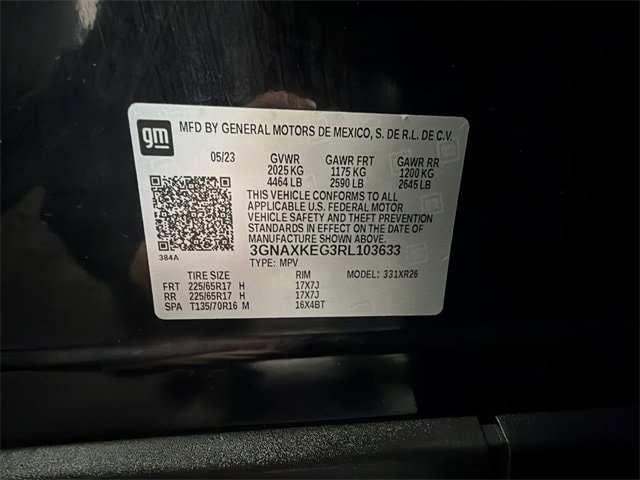 gm
MFD BY GENERAL MOTORS DE MEXICO, S. DE R.L. DE C.V.
05/23 GVWR GAWR FRT GAWR RR
2025 KG 1175 KG 1200 KG
4464 LB 2590 LB 2645 LB
THIS VEHICLE CONFORMS TO ALL
APPLICABLE U.S. FEDERAL MOTOR
VEHICLE SAFETY AND THEFT PREVENTION
STANDARDS IN EFFECT ON THE DATE OF
MANUFACTURE SHOWN ABOVE.
384A
3GNAXKEG3RL103633
TYPE: MPV MODEL: 331XR26
TIRE SIZE RIM
FRT 225/65R17 H 17X7J
RR 225/65R17 H 17X7J
SPA T135/70R16 M 16X4BT